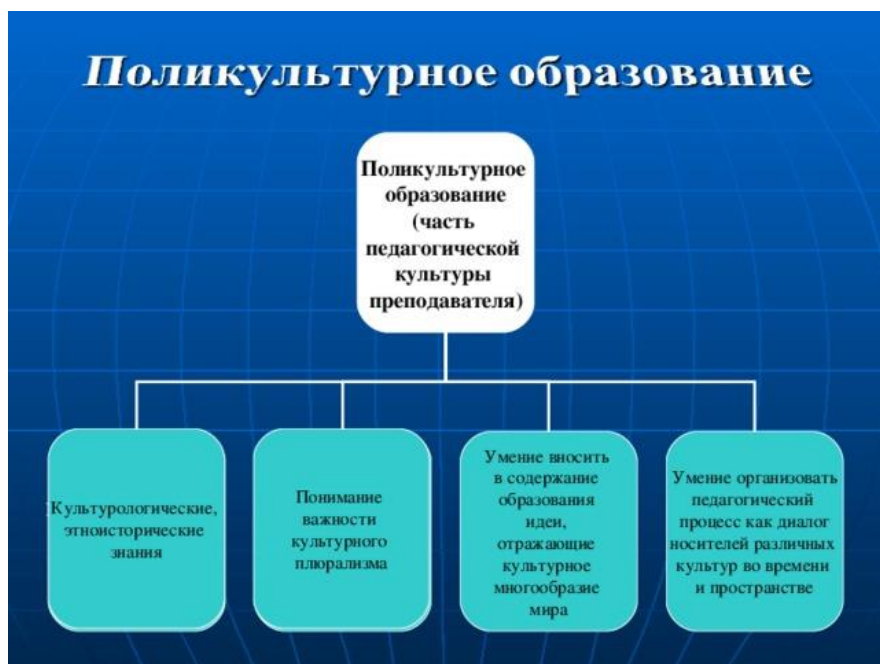 Поликультурное образование
Поликультурное
образование
(часть
педагогической
культуры
преподавателя)
Культурологические,
этноисторические
знания
Понимание
важности
культурного
плюрализма
Умение вносить
в содержание
образования
идеи,
отражающие
культурное
многообразие
мира
Умение организовать
педагогический
процесс как диалог
носителей различных
культур во времени
и пространстве